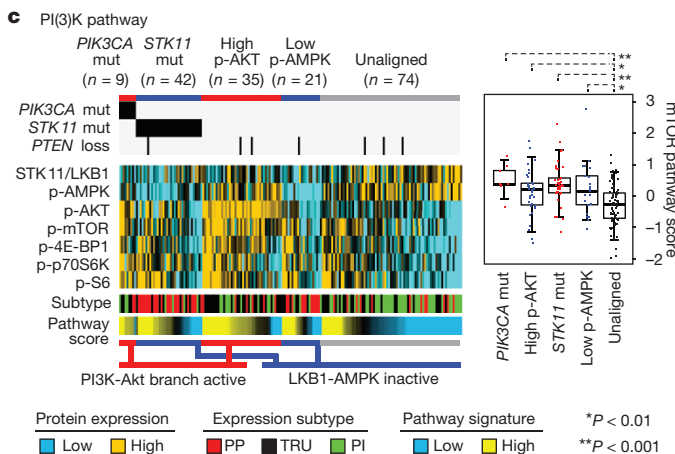 c PI(3)K pathway
PIK3CA mut (n = 9)
STK11 mut (n = 42)
High p-AKT (n = 35)
Low p-AMPK (n = 21)
Unaligned (n = 74)
PIK3CA mut
STK11 mut
PTEN loss
STK11/LKB1
p-AMPK
p-AKT
p-mTOR
p-4E-BP1
p-p70S6K
p-S6
Subtype
Pathway score
PI3K-Akt branch active
LKB1-AMPK inactive
**
*
**
*
3
2
1
0
−1
−2
mTOR pathway score
PIK3CA mut
High p-AKT
STK11 mut
Low p-AMPK
Unaligned
Protein expression
Low High
Expression subtype
PP TRU PI
Pathway signature
Low High
*P < 0.01
**P < 0.001